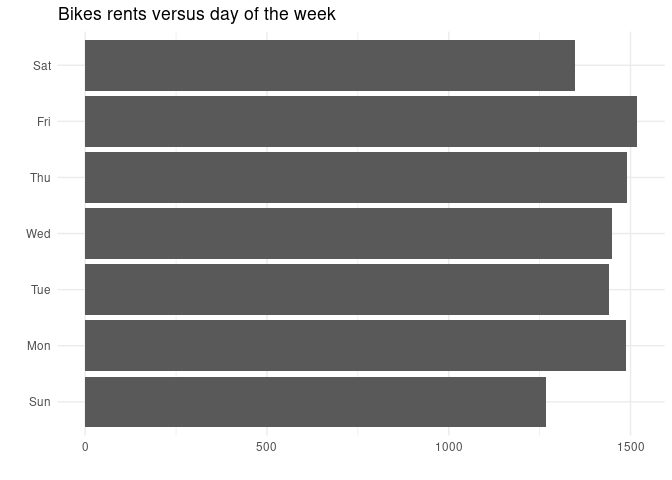 Bikes rents versus day of the week
Sat
Fri
Thu
Wed
Tue
Mon
Sun
0 500 1000 1500